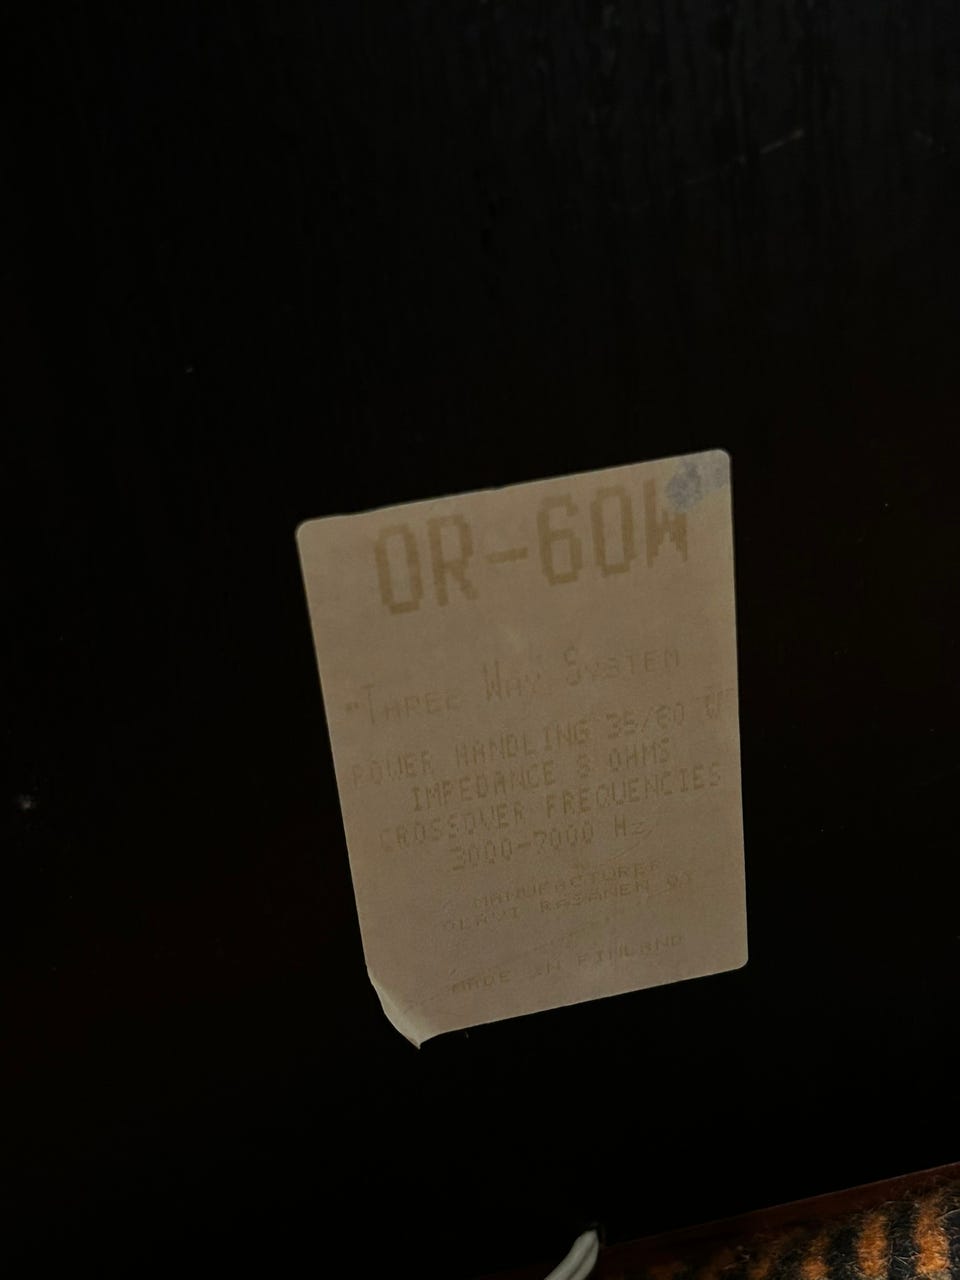 OR-60W
"Three Way System
POWER HANDLING 35/60 W
IMPEDANCE 8 OHMS
CROSSOVER FREQUENCIES
3000-7000 Hz
MANUFACTURER
OLAVI RASANEN OY
MADE IN FINLAND